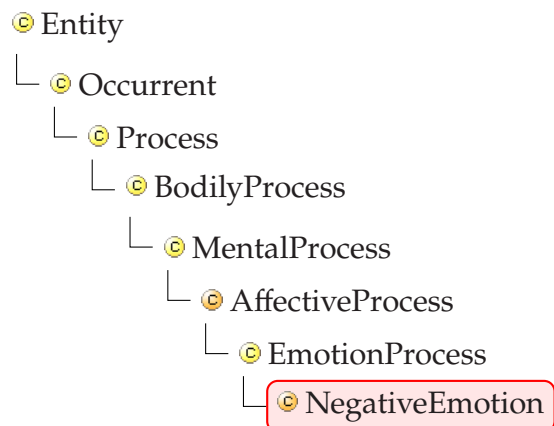 © Entity
© Occurrent
© Process
© BodilyProcess
© MentalProcess
© AffectiveProcess
© EmotionProcess
© NegativeEmotion